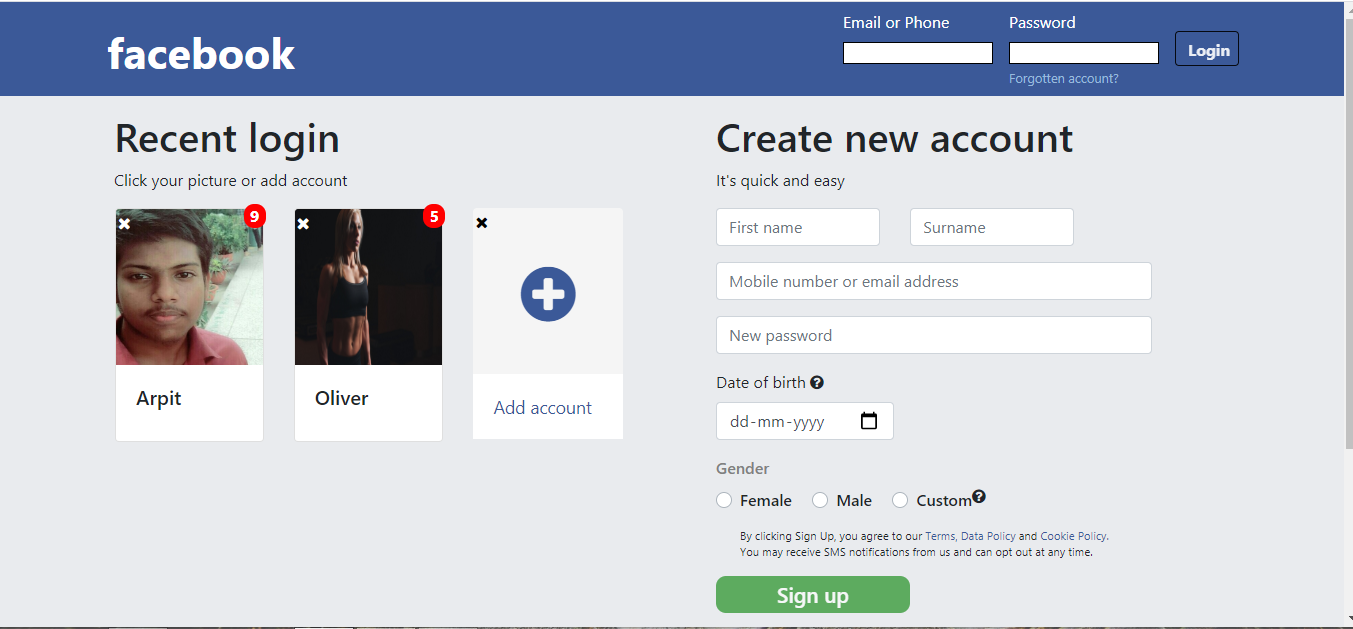 facebook
Email or Phone
Password
Login
Forgotten account?
Recent login
Click your picture or add account
9
Arpit
5
Oliver
Add account
Create new account
It's quick and easy
First name
Surname
Mobile number or email address
New password
Date of birth
dd-mm-yyyy
Gender
Female
Male
Custom
By clicking Sign Up, you agree to our Terms, Data Policy and Cookie Policy.
You may receive SMS notifications from us and can opt out at any time.
Sign up